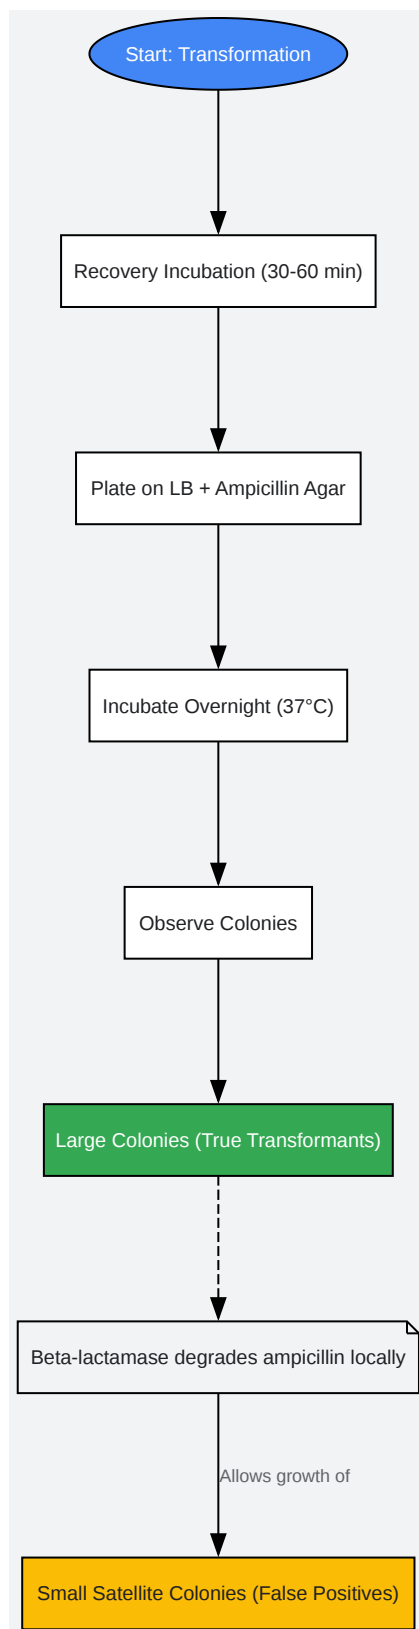 Start: Transformation
Recovery Incubation (30-60 min)
Plate on LB + Ampicillin Agar
Incubate Overnight (37°C)
Observe Colonies
Large Colonies (True Transformants)
Beta-lactamase degrades ampicillin locally
Allows growth of
Small Satellite Colonies (False Positives)